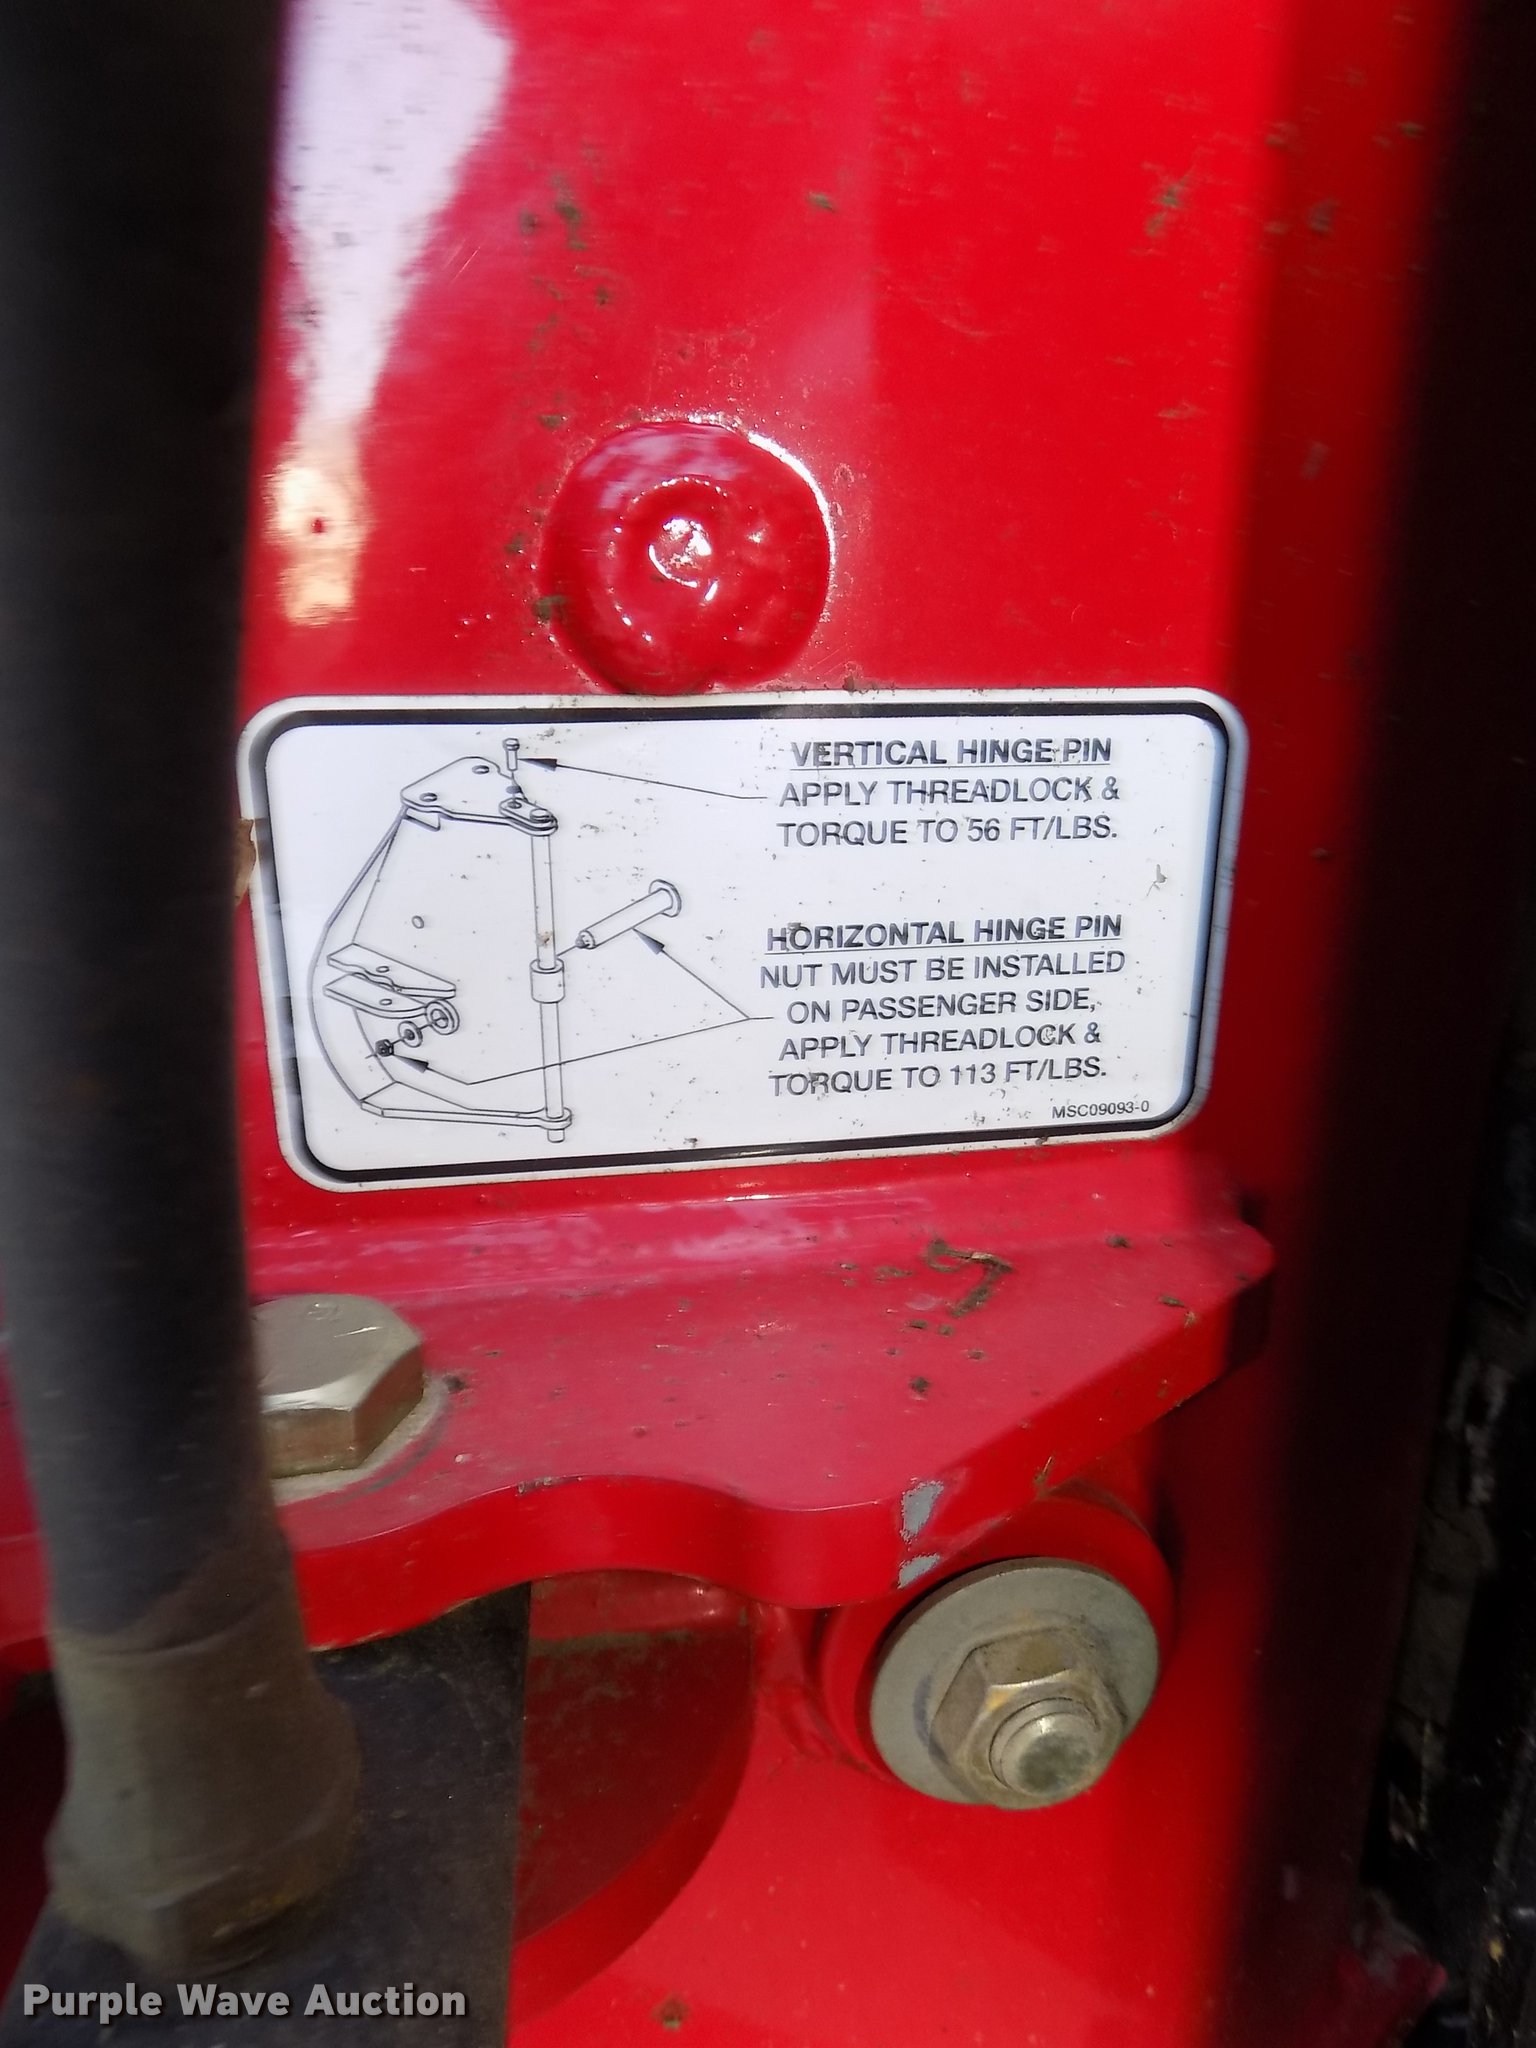 VERTICAL HINGE PIN
APPLY THREADLOCK &
TORQUE TO 56 FT/LBS.
HORIZONTAL HINGE PIN
NUT MUST BE INSTALLED
ON PASSENGER SIDE,
APPLY THREADLOCK &
TORQUE TO 113 FT/LBS.
MSC09093-0
Purple Wave Auction